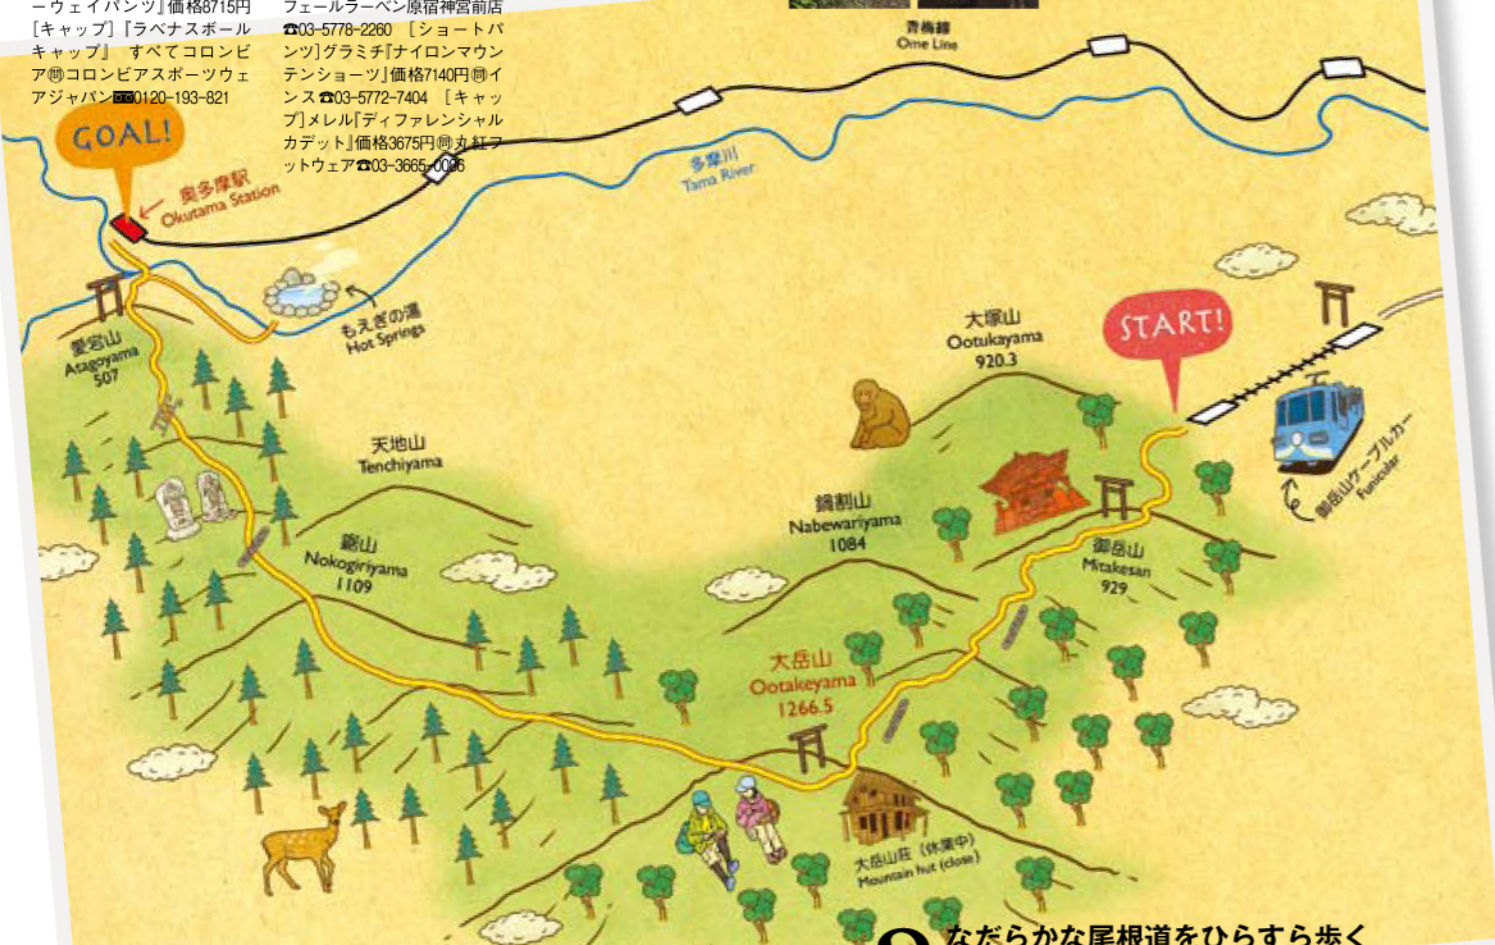 ーウェイパンツ』価格8715円
[キャップ]『ラベナスボール
キャップ』 すべてコロンビ
ア㉄コロンビアスポーツウェ
アジャパン0120-193-821
フェールラーベン原宿神宮前店
☎03-5778-2260 [ショートパ
ンツ]グラミチ『ナイロンマウン
テンショーツ』価格7140円㉄イ
ンス☎03-5772-7404 [キャッ
プ]メレル『ディファレンシャル
カデット』価格3675円㉄丸紅フ
ットウェア☎03-3665-0086
青梅線
Ome Line
GOAL!
奥多摩駅
Okutama Station
多摩川
Tama River
もえぎの湯
Hot Springs
愛宕山
Atagoyama
507
大塚山
Ootukayama
920.3
START!
御岳山ケーブルカー
Funicular
天地山
Tenchiyama
鍋割山
Nabewariyama
1084
鋸山
Nokogiriyama
1109
御岳山
Mitakesan
929
大岳山
Ootakeyama
1266.5
大岳山荘（休業中）
Mountain hut (close)
なだらかな尾根道をひらすら歩く